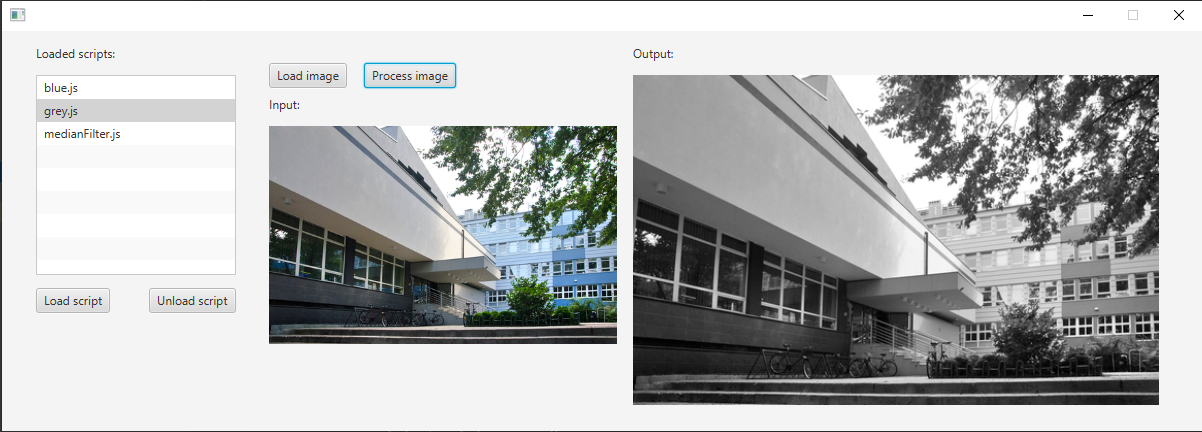 Loaded scripts:
blue.js
grey.js
medianFilter.js
Load script
Unload script
Load image
Process image
Input:
Output: